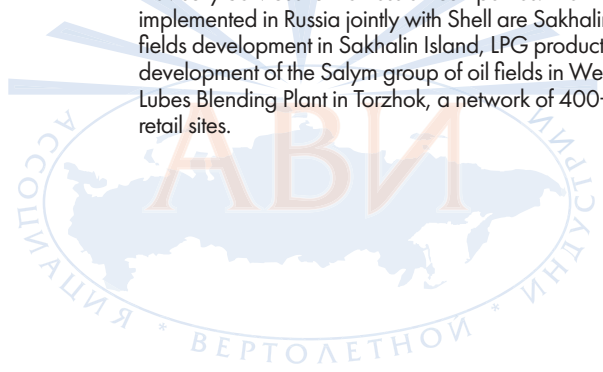 implemented in Russia jointly with Shell are Sakhalin
fields development in Sakhalin Island, LPG product
development of the Salym group of oil fields in We
Lubes Blending Plant in Torzhok, a network of 400
retail sites.
АВИ
АССОЦИАЦИЯ * ВЕРТОЛЕТНОЙ * ИНДУСТРИИ